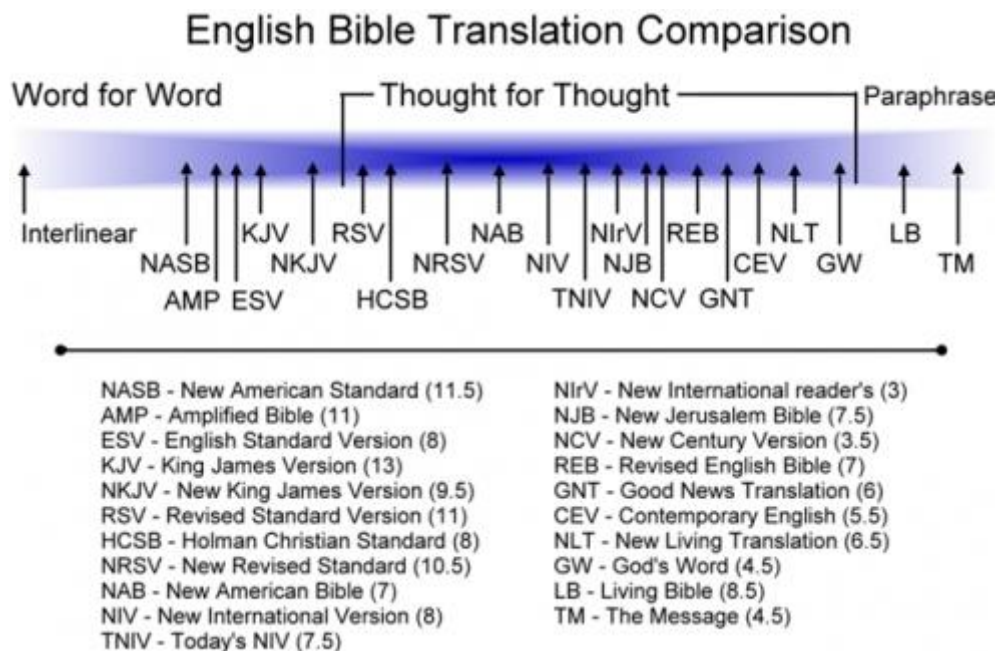 English Bible Translation Comparison
Word for Word
Thought for Thought
Paraphrase
Interlinear
KJV RSV NAB NIrV REB NLT LB
NASB NKJV NRSV NIV NJB CEV GW TM
AMP ESV HCSB TNIV NCV GNT
NASB - New American Standard (11.5)
AMP - Amplified Bible (11)
ESV - English Standard Version (8)
KJV - King James Version (13)
NKJV - New King James Version (9.5)
RSV - Revised Standard Version (11)
HCSB - Holman Christian Standard (8)
NRSV - New Revised Standard (10.5)
NAB - New American Bible (7)
NIV - New International Version (8)
TNIV - Today's NIV (7.5)
NIrV - New International reader's (3)
NJB - New Jerusalem Bible (7.5)
NCV - New Century Version (3.5)
REB - Revised English Bible (7)
GNT - Good News Translation (6)
CEV - Contemporary English (5.5)
NLT - New Living Translation (6.5)
GW - God's Word (4.5)
LB - Living Bible (8.5)
TM - The Message (4.5)